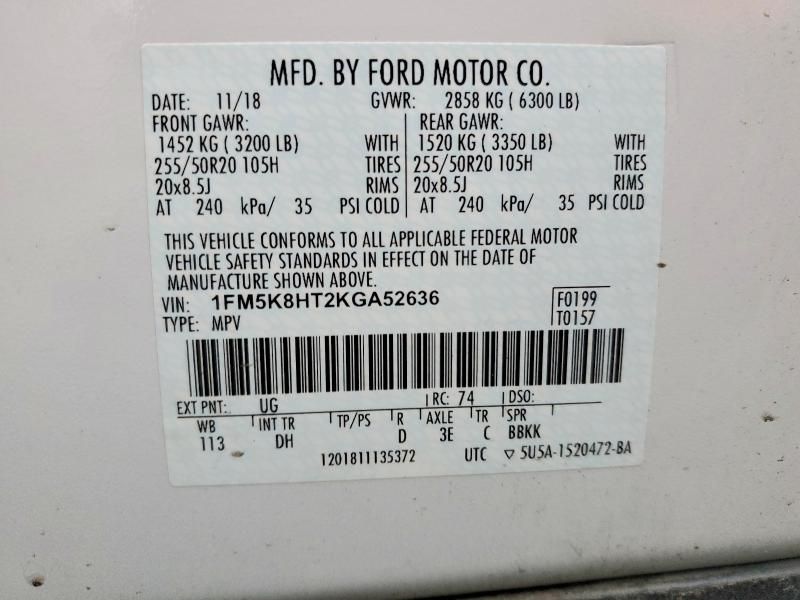 MFD. BY FORD MOTOR CO.
DATE: 11/18 GVWR: 2858 KG ( 6300 LB)
FRONT GAWR: REAR GAWR:
1452 KG ( 3200 LB) WITH 1520 KG ( 3350 LB) WITH
255/50R20 105H TIRES 255/50R20 105H TIRES
20x8.5J RIMS 20x8.5J RIMS
AT 240 kPa/ 35 PSI COLD AT 240 kPa/ 35 PSI COLD
THIS VEHICLE CONFORMS TO ALL APPLICABLE FEDERAL MOTOR
VEHICLE SAFETY STANDARDS IN EFFECT ON THE DATE OF
MANUFACTURE SHOWN ABOVE.
VIN: 1FM5K8HT2KGA52636 F0199
TYPE: MPV T0157
EXT PNT: UG RC: 74 DSO:
WB INT TR TP/PS R AXLE TR SPR
113 DH D 3E C BBKK
1201811135372 UTC ▽ 5U5A-1520472-BA